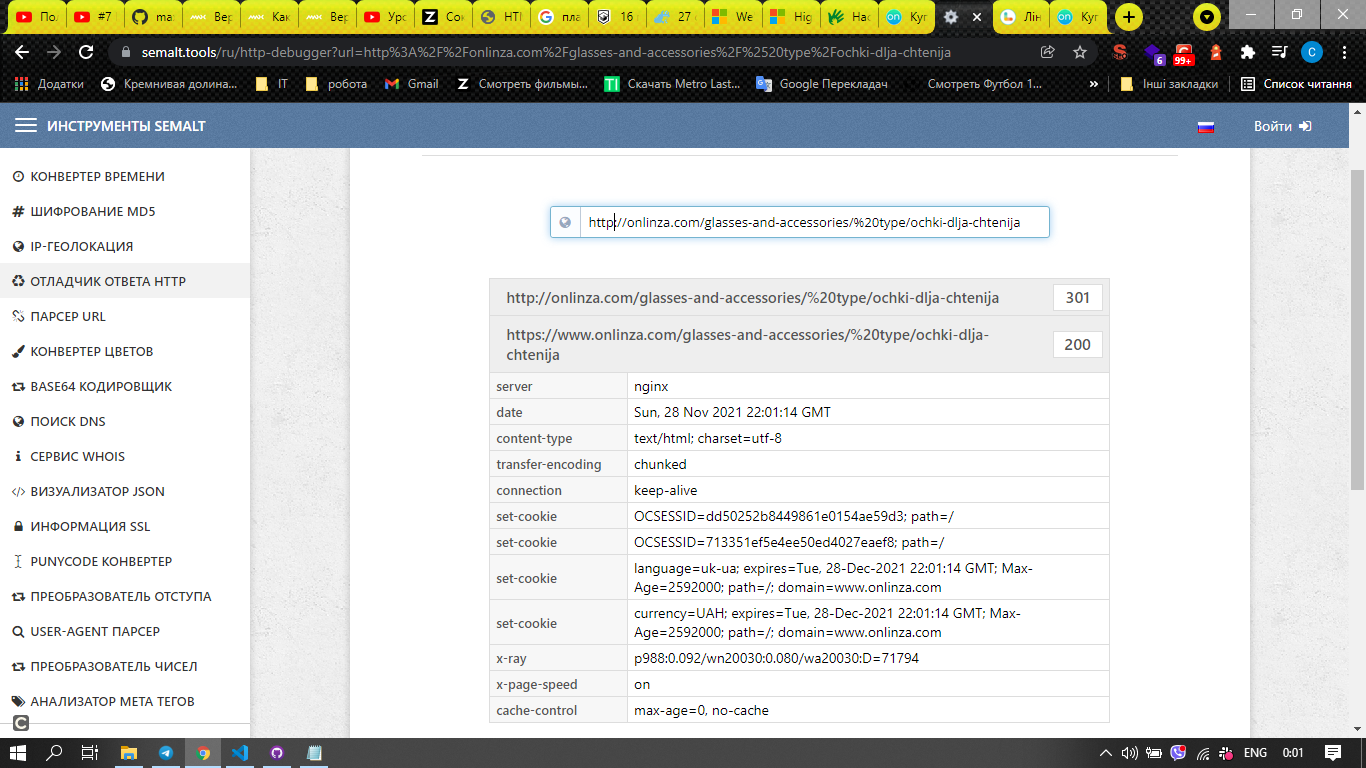 Пол
#7
ma
Вер
Как
Вер
Урс
Сок
HTI
пла
16
27
We
Hig
Нас
Куг
Лін
Куг
semalt.tools/ru/http-debugger?url=http%3A%2F%2Fonlinza.com%2Fglasses-and-accessories%2F%2520type%2Fochki-dlja-chtenija
6
99+
C
Додатки
Кремнивая долина...
IT
робота
Gmail
Смотреть фильмы...
Скачать Metro Last...
Google Перекладач
Смотреть Футбол 1...
»
Інші закладки
Список читання
ИНСТРУМЕНТЫ SEMALT
Войти
КОНВЕРТЕР ВРЕМЕНИ
ШИФРОВАНИЕ MD5
IP-ГЕОЛОКАЦИЯ
ОТЛАДЧИК ОТВЕТА HTTP
ПАРСЕР URL
КОНВЕРТЕР ЦВЕТОВ
BASE64 КОДИРОВЩИК
ПОИСК DNS
СЕРВИС WHOIS
ВИЗУАЛИЗАТОР JSON
ИНФОРМАЦИЯ SSL
PUNYCODE КОНВЕРТЕР
ПРЕОБРАЗОВАТЕЛЬ ОТСТУПА
USER-AGENT ПАРСЕР
ПРЕОБРАЗОВАТЕЛЬ ЧИСЕЛ
АНАЛИЗАТОР МЕТА ТЕГОВ
http://onlinza.com/glasses-and-accessories/%20type/ochki-dlja-chtenija
http://onlinza.com/glasses-and-accessories/%20type/ochki-dlja-chtenija 301
https://www.onlinza.com/glasses-and-accessories/%20type/ochki-dlja-
chtenija 200
server nginx
date Sun, 28 Nov 2021 22:01:14 GMT
content-type text/html; charset=utf-8
transfer-encoding chunked
connection keep-alive
set-cookie OCSESSID=dd50252b8449861e0154ae59d3; path=/
set-cookie OCSESSID=713351ef5e4ee50ed4027eaef8; path=/
set-cookie language=uk-ua; expires=Tue, 28-Dec-2021 22:01:14 GMT; Max-
Age=2592000; path=/; domain=www.onlinza.com
set-cookie currency=UAH; expires=Tue, 28-Dec-2021 22:01:14 GMT; Max-
Age=2592000; path=/; domain=www.onlinza.com
x-ray p988:0.092/wn20030:0.080/wa20030:D=71794
x-page-speed on
cache-control max-age=0, no-cache
ENG
0:01